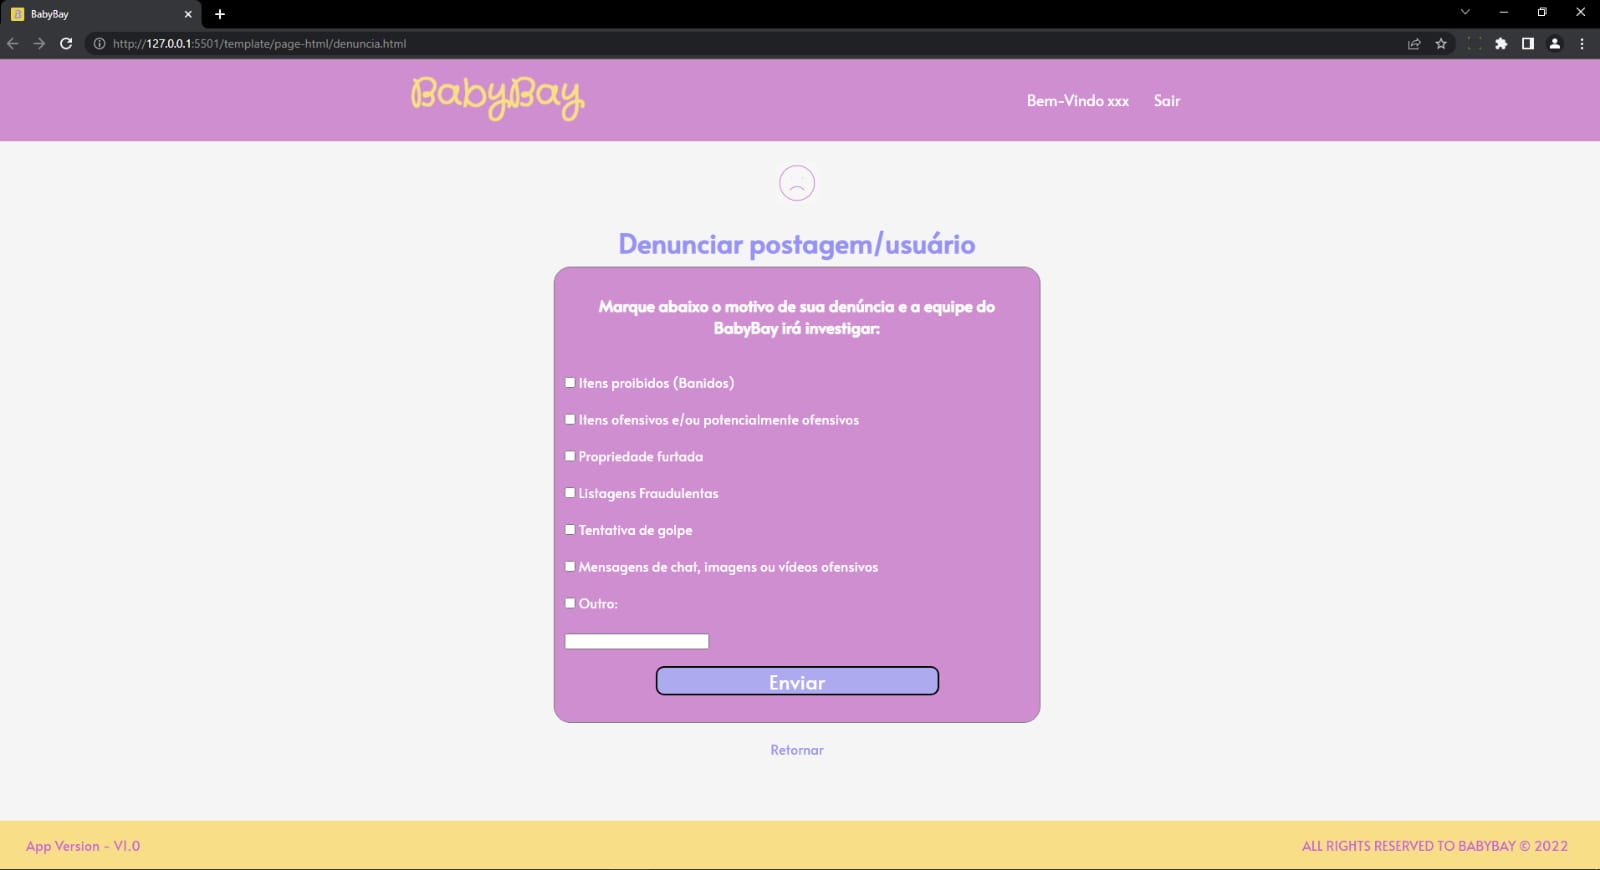 BabyBay
http://127.0.0.1:5501/template/page-html/denuncia.html
BabyBay
Bem-Vindo xxx Sair
Denunciar postagem/usuário
Marque abaixo o motivo de sua denúncia e a equipe do
BabyBay irá investigar:
Itens proibidos (Banidos)
Itens ofensivos e/ou potencialmente ofensivos
Propriedade furtada
Listagens Fraudulentas
Tentativa de golpe
Mensagens de chat, imagens ou vídeos ofensivos
Outro:
Enviar
Retornar
App Version - V1.0
ALL RIGHTS RESERVED TO BABYBAY © 2022